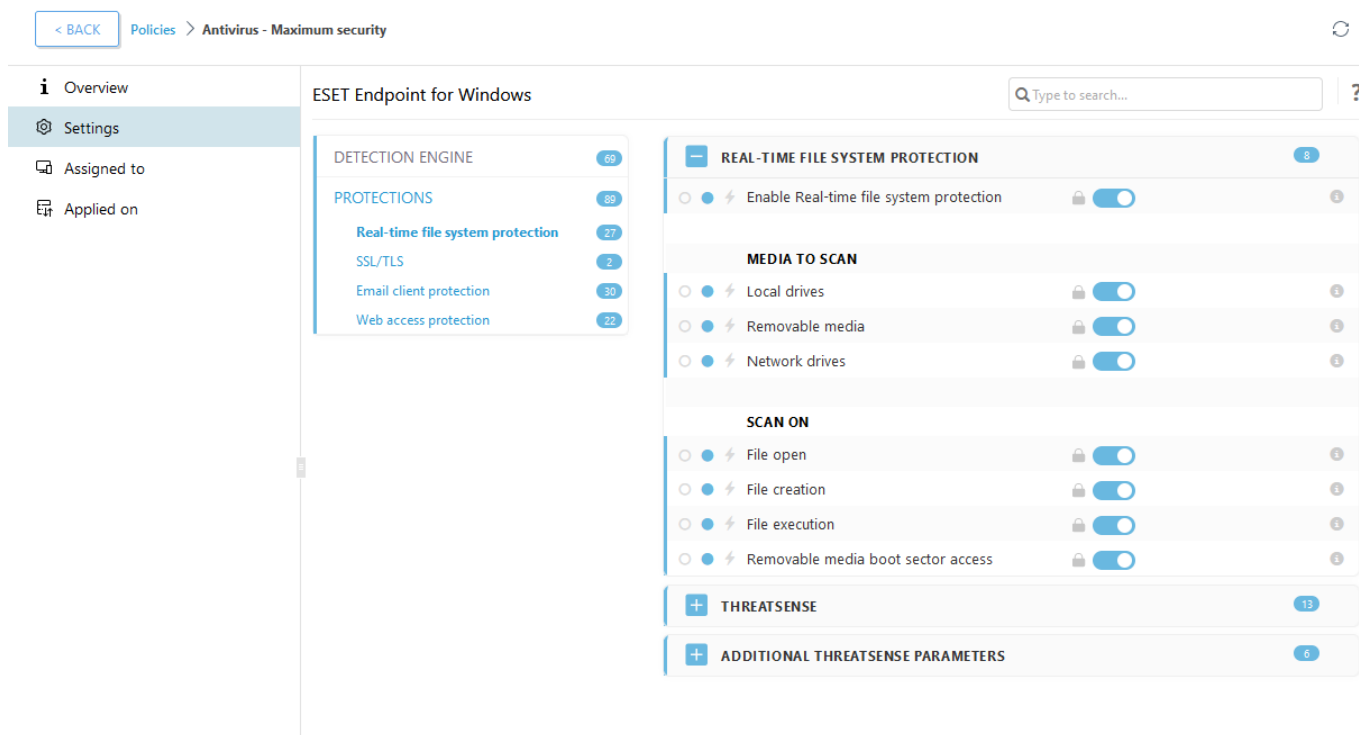 < BACK Policies > Antivirus - Maximum security
i Overview
Settings
Assigned to
Applied on
ESET Endpoint for Windows
Type to search...
?
DETECTION ENGINE 69
PROTECTIONS 89
Real-time file system protection 27
SSL/TLS 2
Email client protection 30
Web access protection 22
REAL-TIME FILE SYSTEM PROTECTION 8
Enable Real-time file system protection
MEDIA TO SCAN
Local drives
Removable media
Network drives
SCAN ON
File open
File creation
File execution
Removable media boot sector access
THREATSENSE 13
ADDITIONAL THREATSENSE PARAMETERS 6